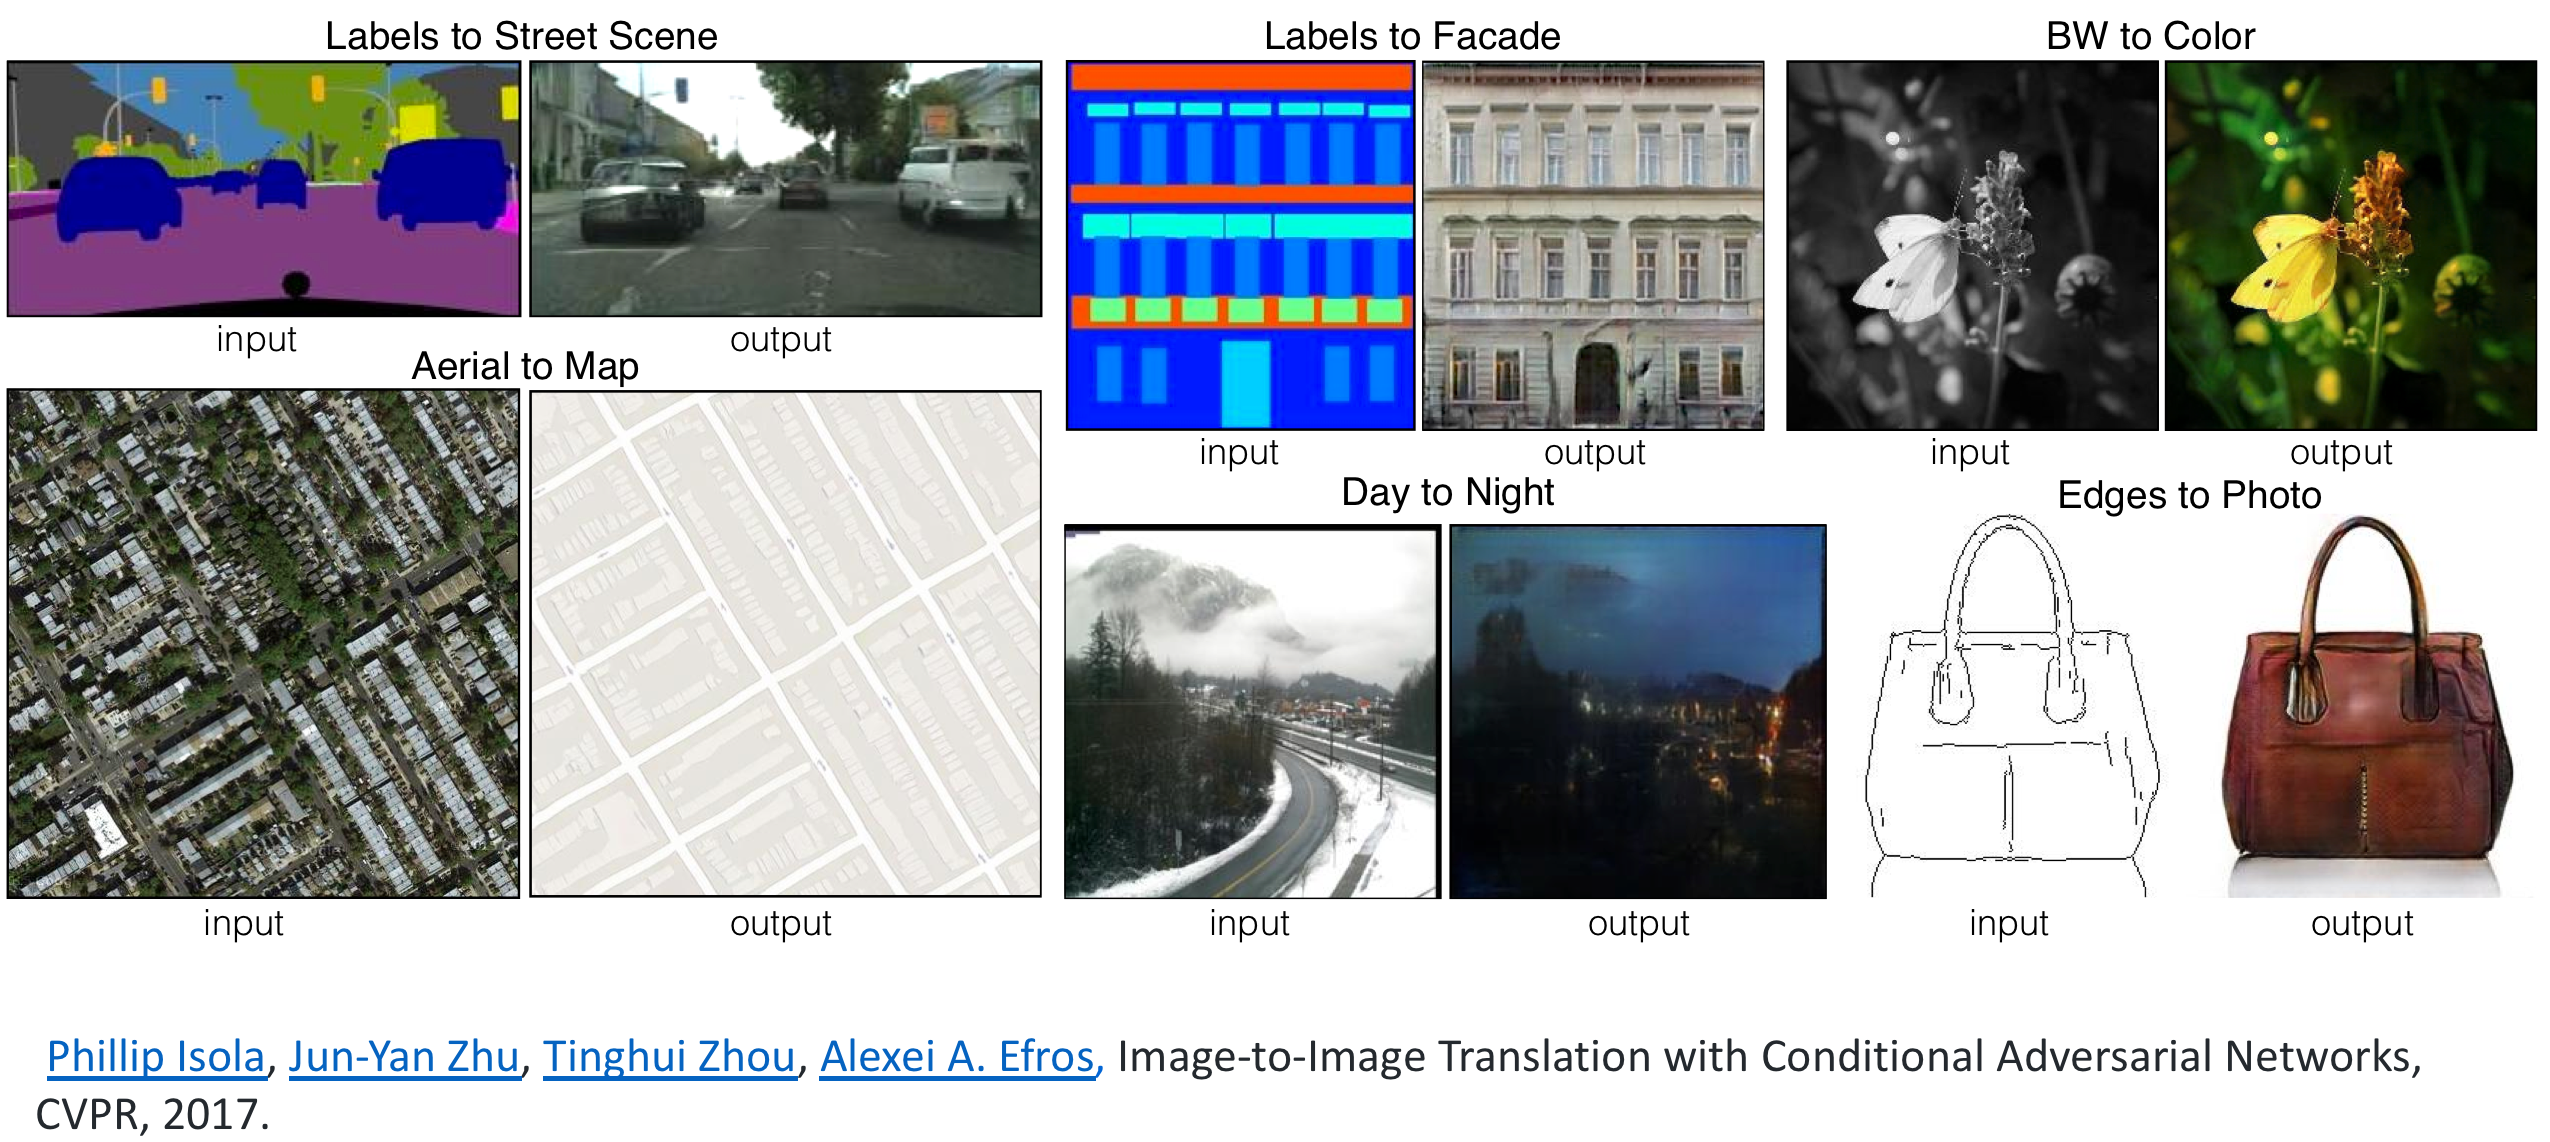 Labels to Street Scene
input
output
Aerial to Map
input
output
Labels to Facade
input
output
Day to Night
input
output
BW to Color
input
output
Edges to Photo
input
output
Phillip Isola, Jun-Yan Zhu, Tinghui Zhou, Alexei A. Efros, Image-to-Image Translation with Conditional Adversarial Networks,
CVPR, 2017.